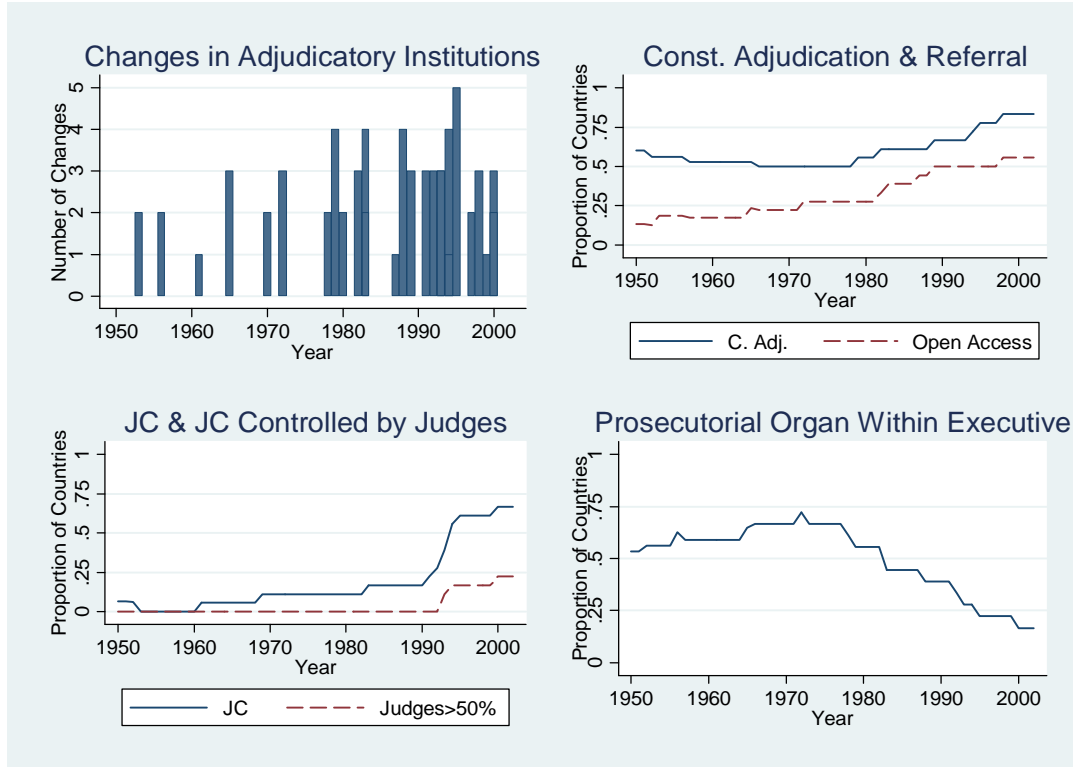 Changes in Adjudicatory Institutions
Number of Changes
5
4
3
2
1
0
1950 1960 1970 1980 1990 2000
Year
Const. Adjudication & Referral
Proportion of Countries
1
.75
.5
.25
0
1950 1960 1970 1980 1990 2000
Year
C. Adj. Open Access
JC & JC Controlled by Judges
Proportion of Countries
1
.75
.5
.25
0
1950 1960 1970 1980 1990 2000
Year
JC Judges>50%
Prosecutorial Organ Within Executive
Proportion of Countries
1
.75
.5
.25
0
1950 1960 1970 1980 1990 2000
Year